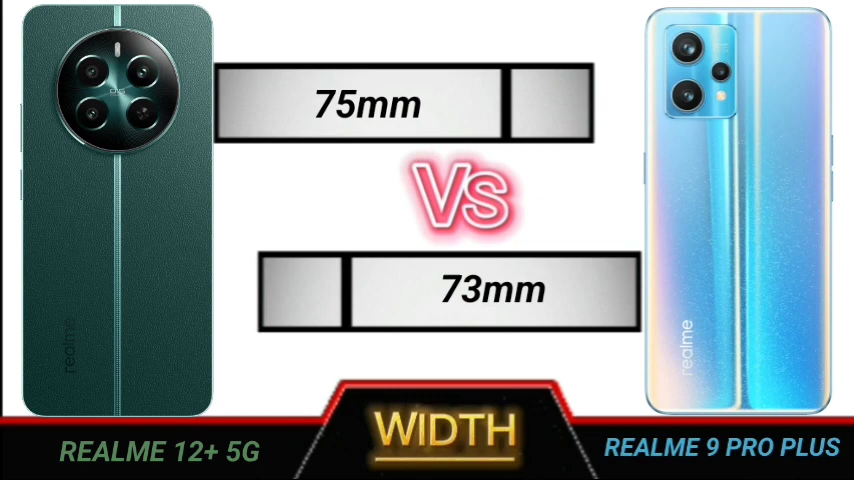 75mm
VS
73mm
realme
realme
WIDTH
REALME 12+ 5G
REALME 9 PRO PLUS